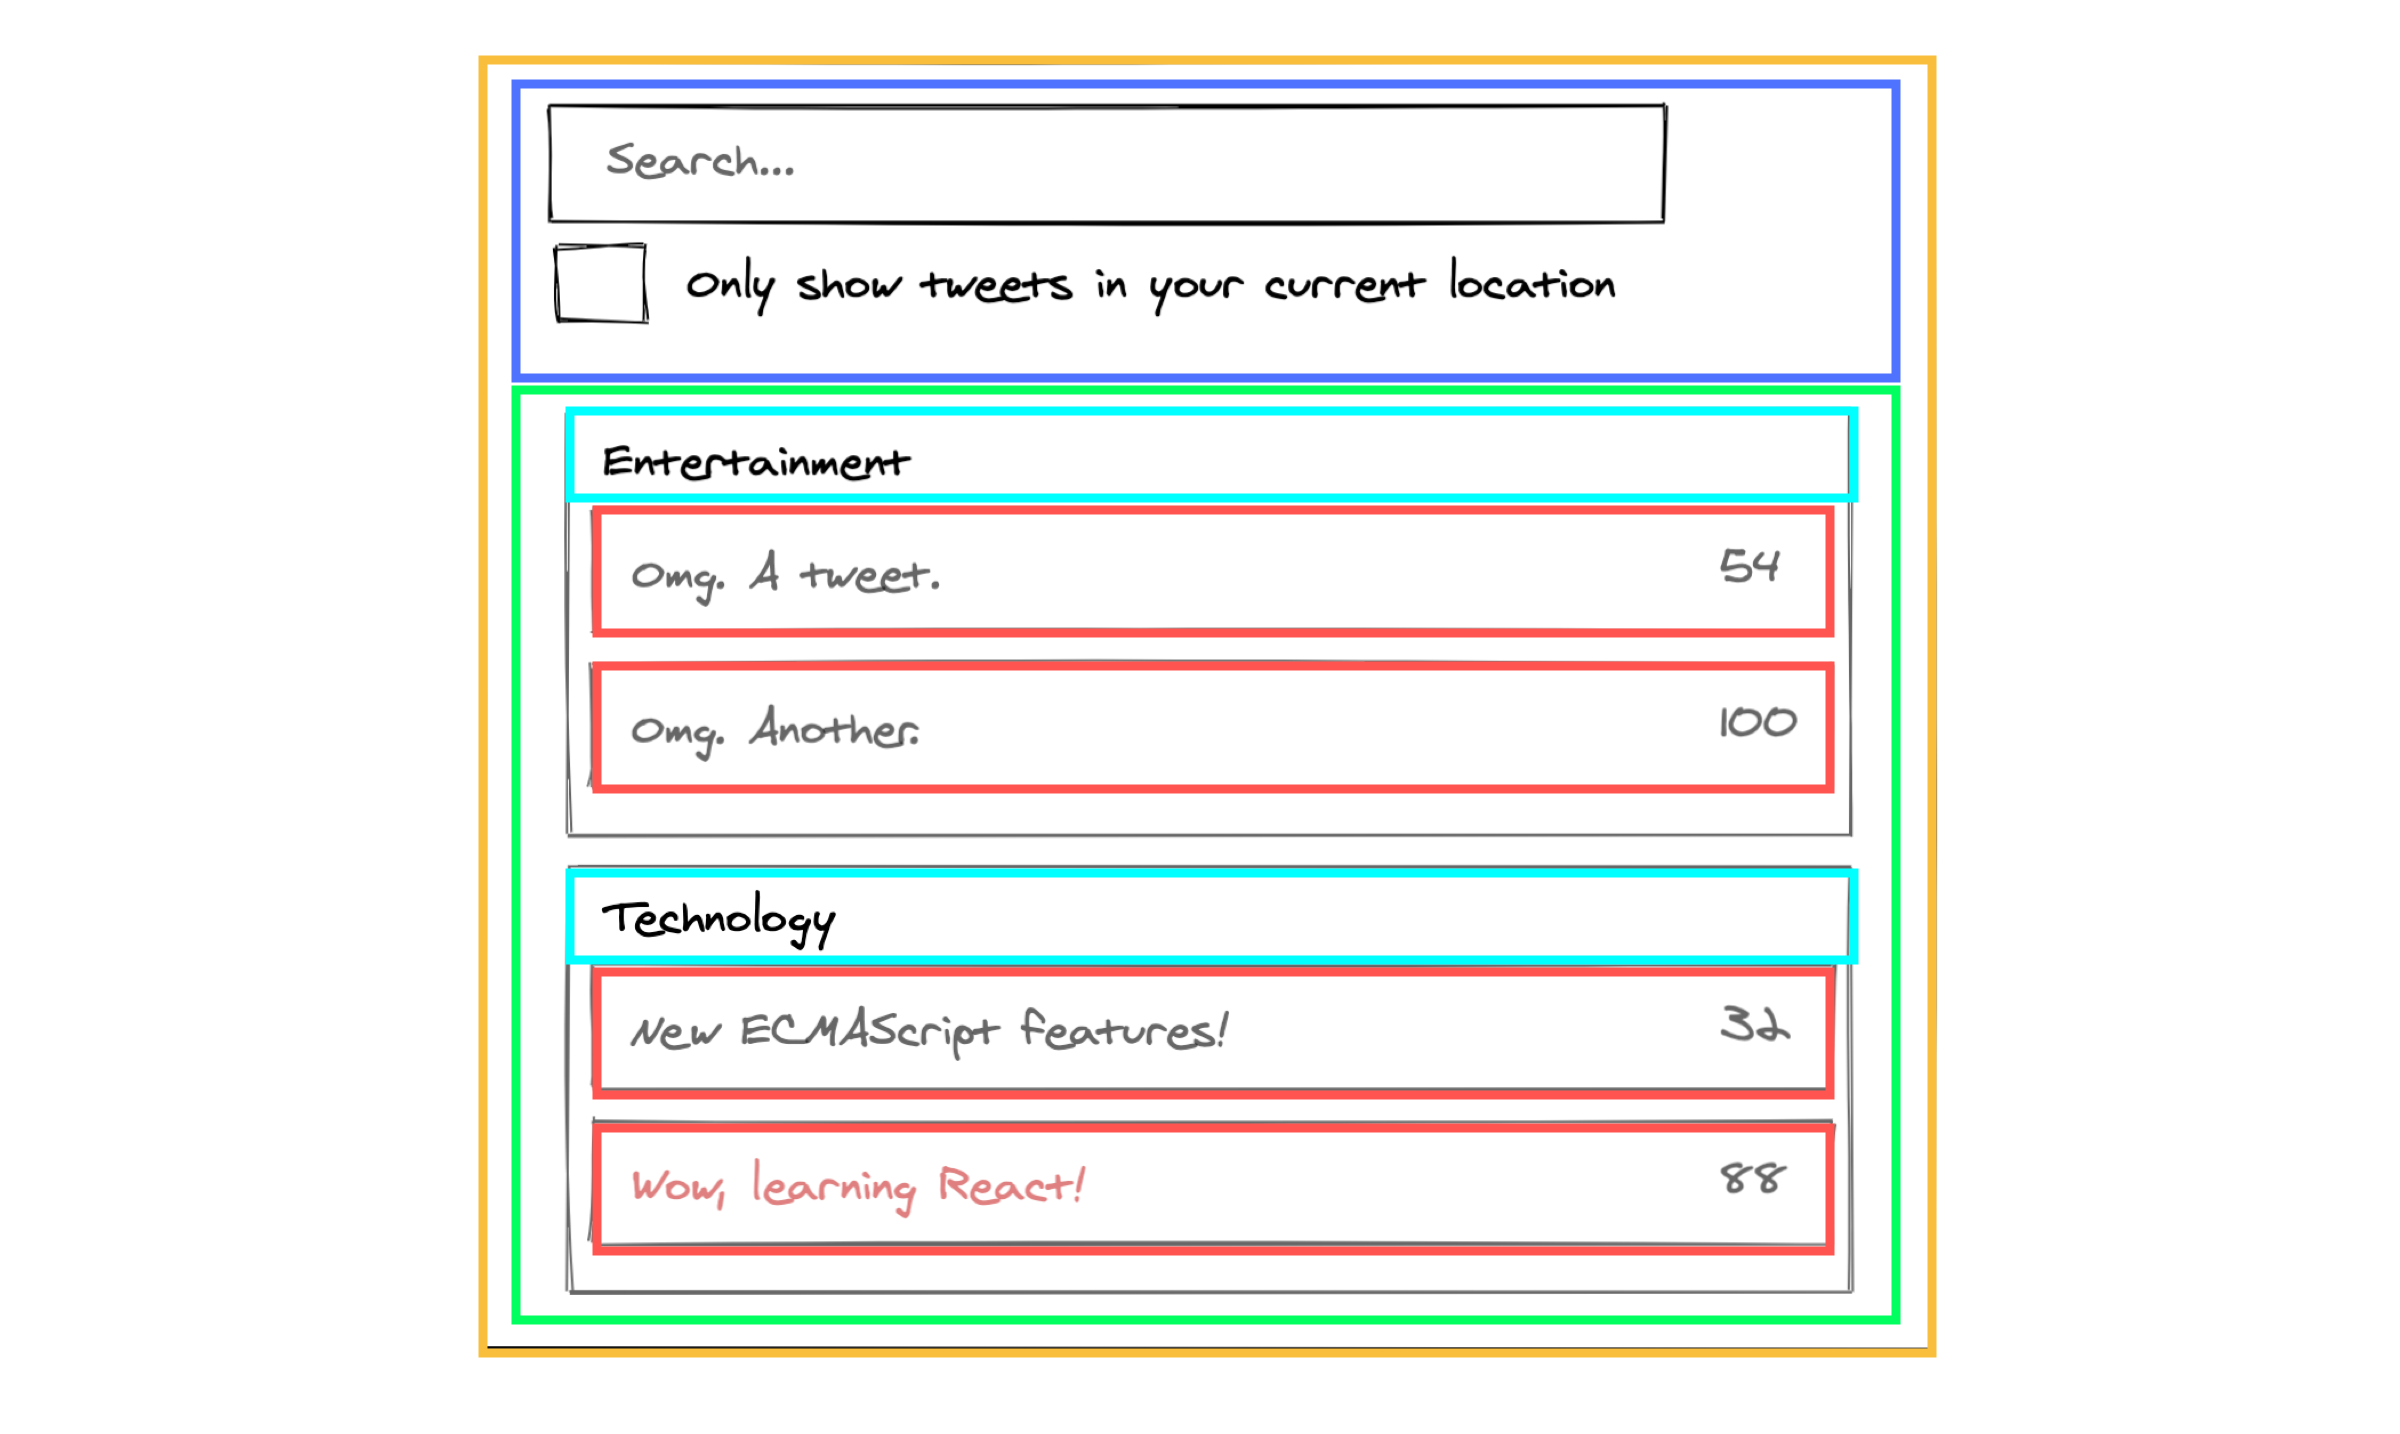 Search...
Only show tweets in your current location
Entertainment
Omg. A tweet. 54
Omg. Another. 100
Technology
New ECMAScript features! 32
Wow, learning React! 88